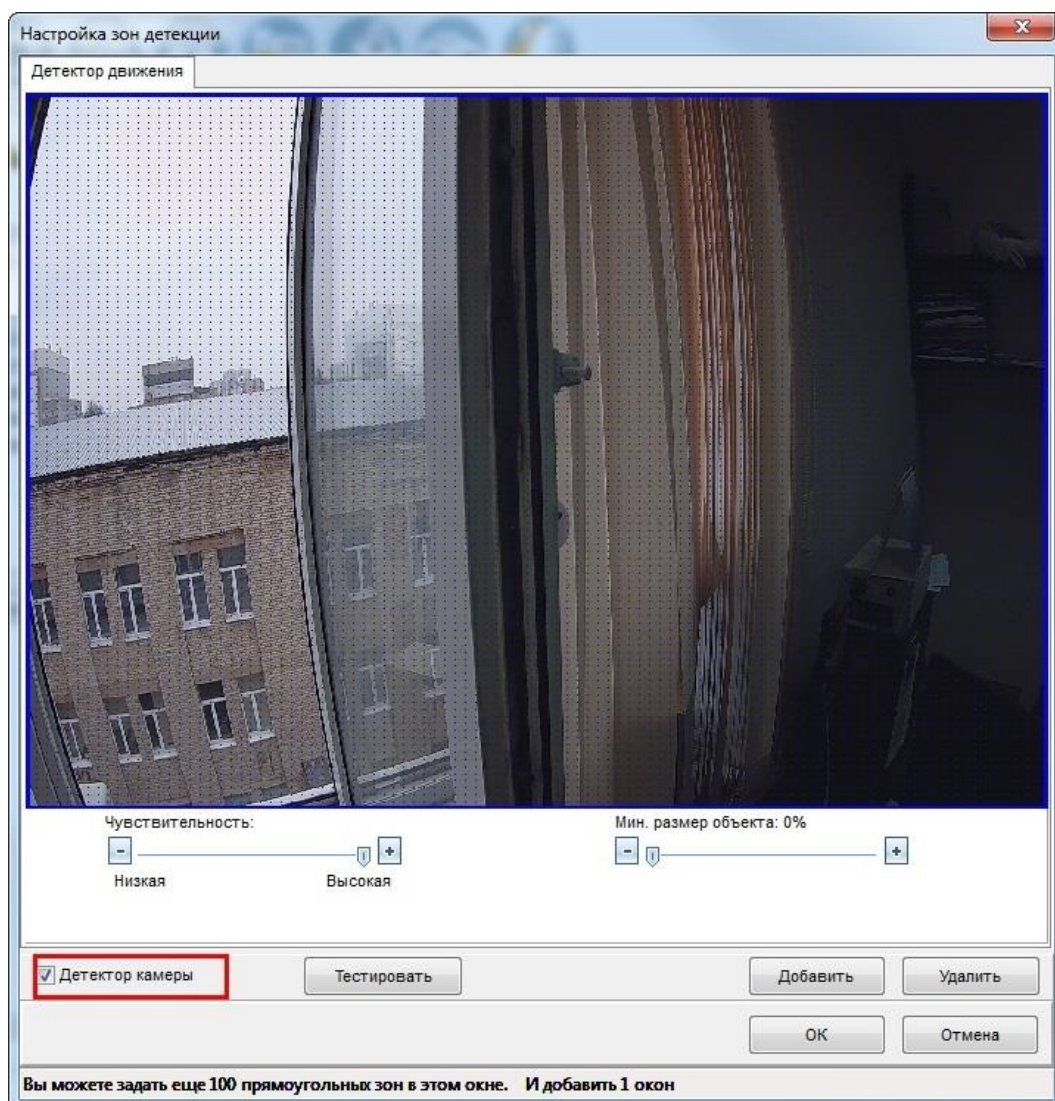 Настройка зон детекции
Детектор движения
Чувствительность:
Мин. размер объекта: 0%
Низкая
Высокая
Детектор камеры
Тестировать
Добавить
Удалить
OK
Отмена
Вы можете задать еще 100 прямоугольных зон в этом окне. И добавить 1 окон